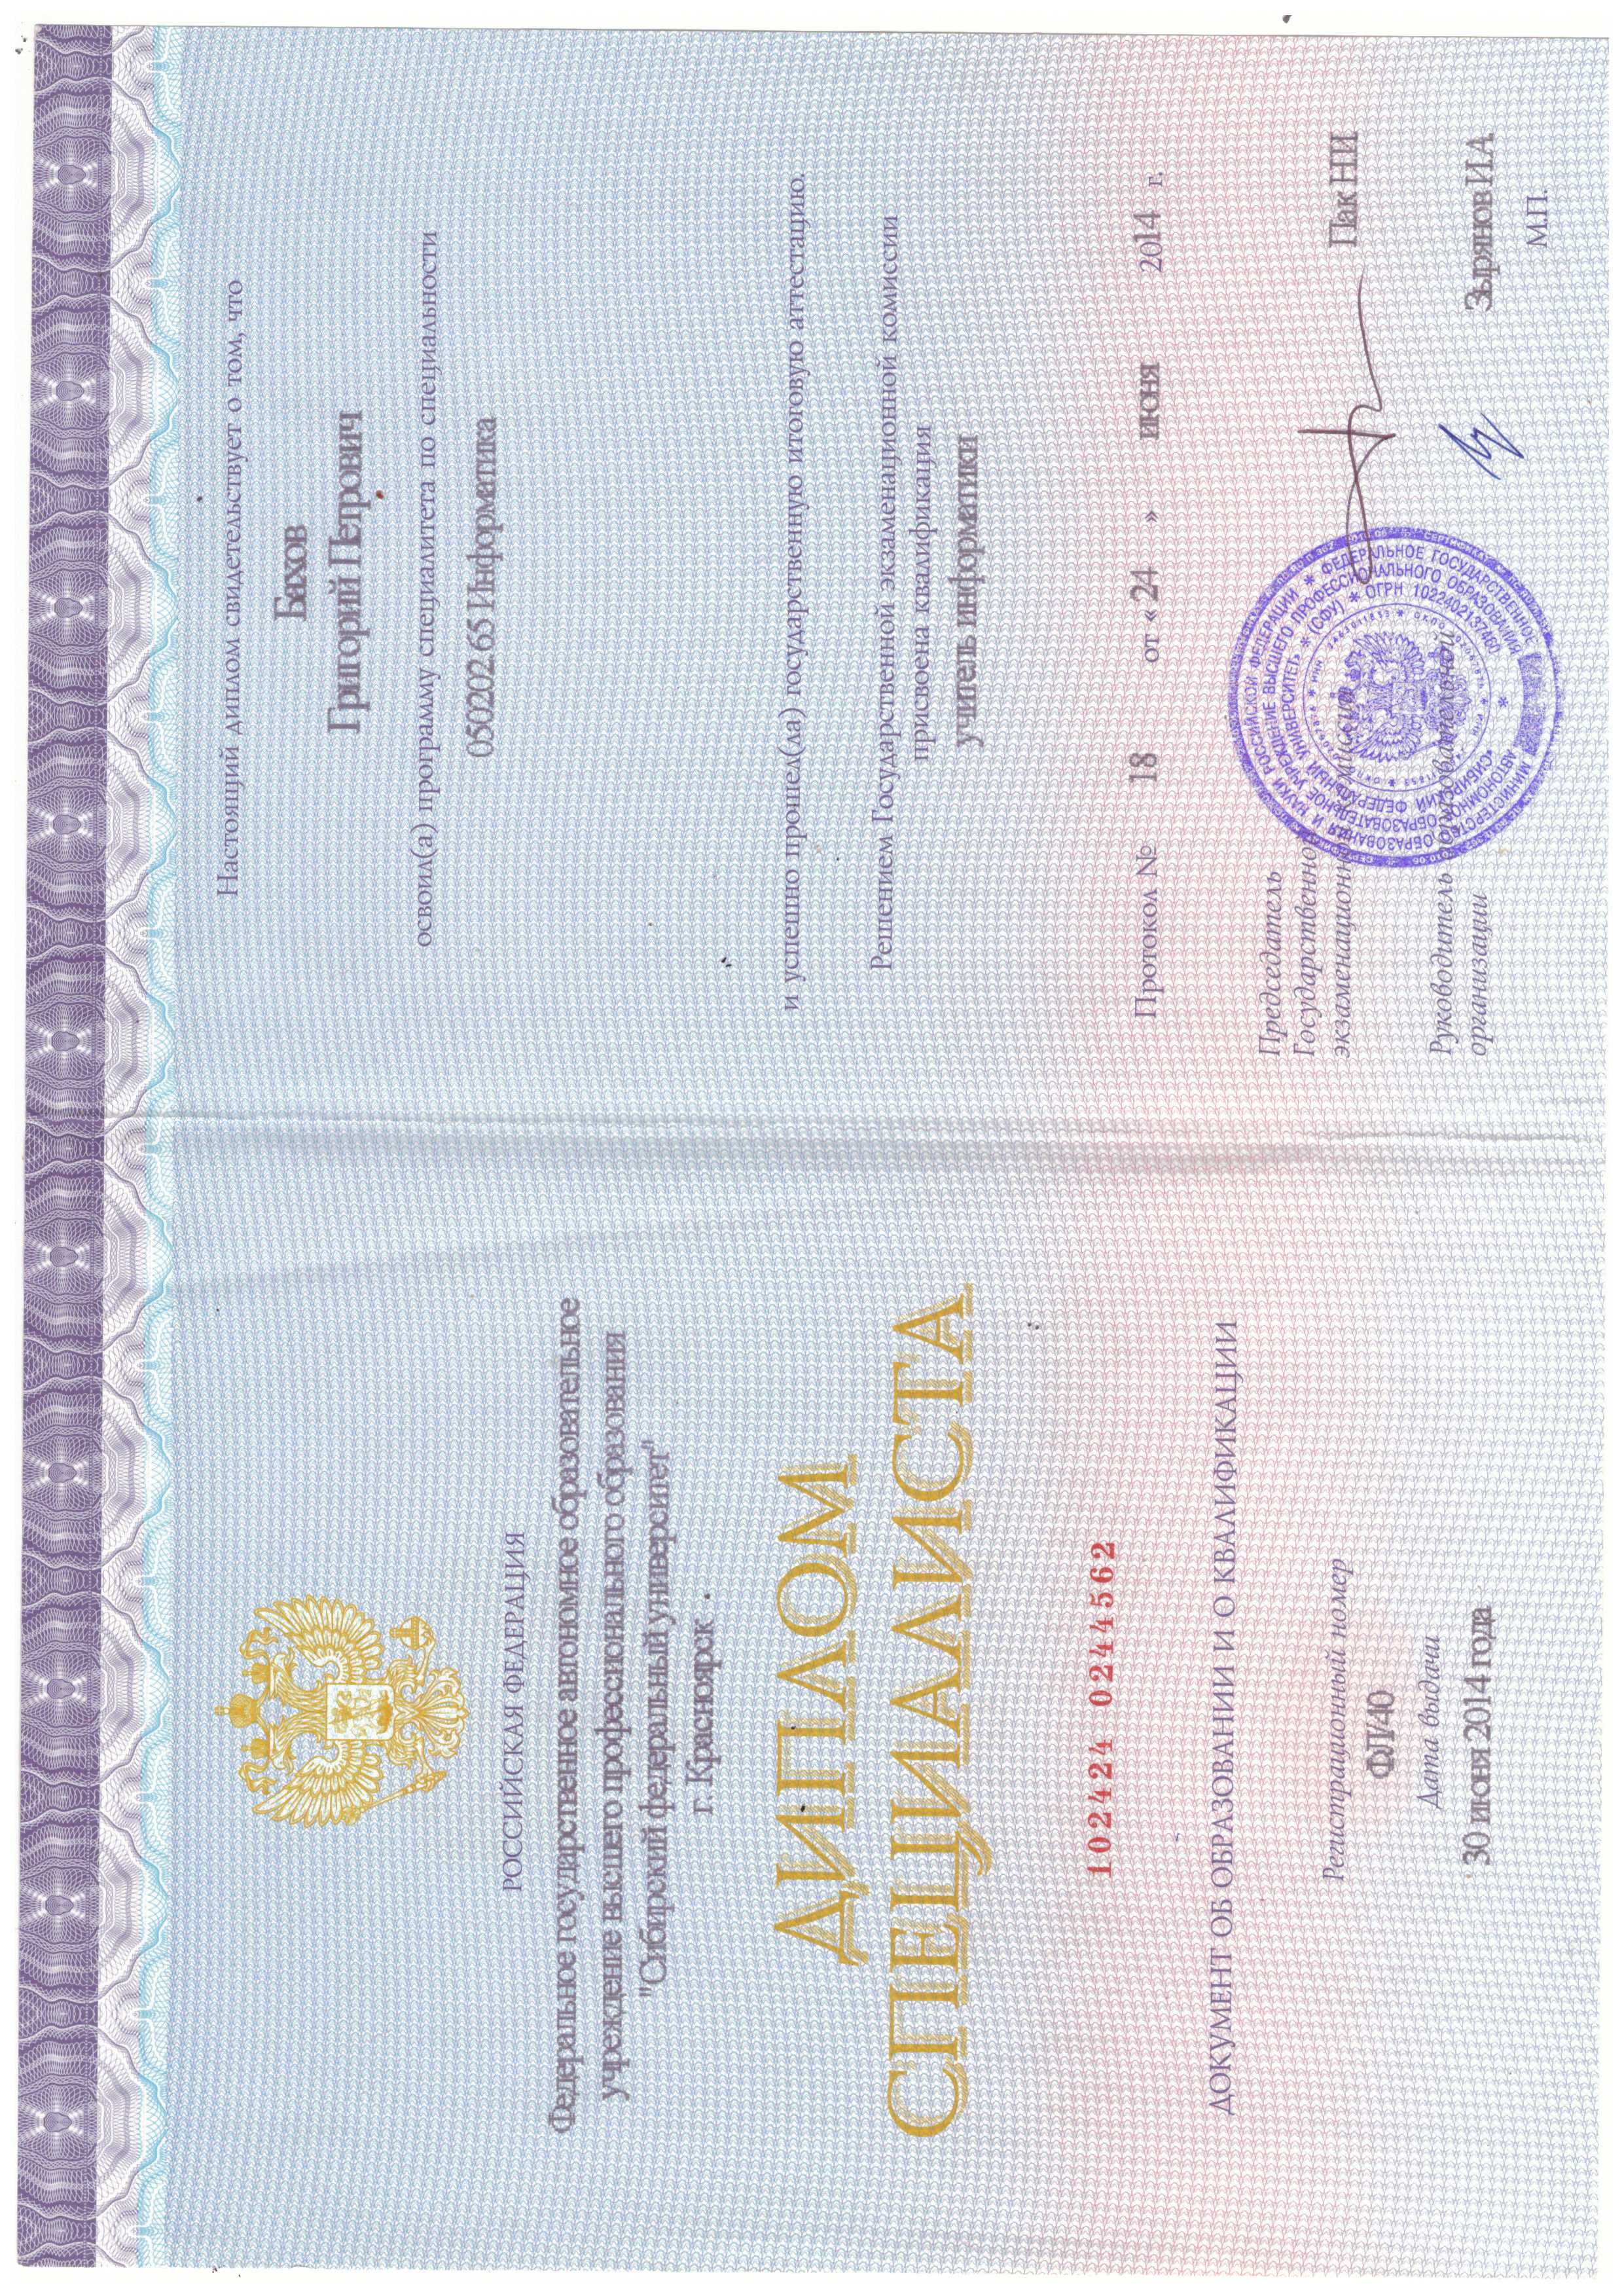 РОССИЙСКАЯ ФЕДЕРАЦИЯ
Федеральное государственное автономное образовательное
учреждение высшего профессионального образования
"Сибирский федеральный университет"
г. Красноярск
ДИПЛОМ
СПЕЦИАЛИСТА
102424 0244562
ДОКУМЕНТ ОБ ОБРАЗОВАНИИ И О КВАЛИФИКАЦИИ
Регистрационный номер
ФП/40
Дата выдачи
30 июня 2014 года
Настоящий диплом свидетельствует о том, что
Бахов
Григорий Петрович
освоил(а) программу специалитета по специальности
050202.65 Информатика
и успешно прошел(ла) государственную итоговую аттестацию.
Решением Государственной экзаменационной комиссии
присвоена квалификация
учитель информатики
Протокол № 18 от « 24 » июня 2014 г.
Председатель
Государственной
экзаменационной комиссии
Пак Н.И.
Руководитель образовательной
организации
Зырянов И.А.
М.П.
МИНИСТЕРСТВО ОБРАЗОВАНИЯ И НАУКИ РОССИЙСКОЙ ФЕДЕРАЦИИ * ФЕДЕРАЛЬНОЕ ГОСУДАРСТВЕННОЕ
АВТОНОМНОЕ ОБРАЗОВАТЕЛЬНОЕ УЧРЕЖДЕНИЕ ВЫСШЕГО ПРОФЕССИОНАЛЬНОГО ОБРАЗОВАНИЯ
«СИБИРСКИЙ ФЕДЕРАЛЬНЫЙ УНИВЕРСИТЕТ» * (СФУ) * ОГРН 1022402137460